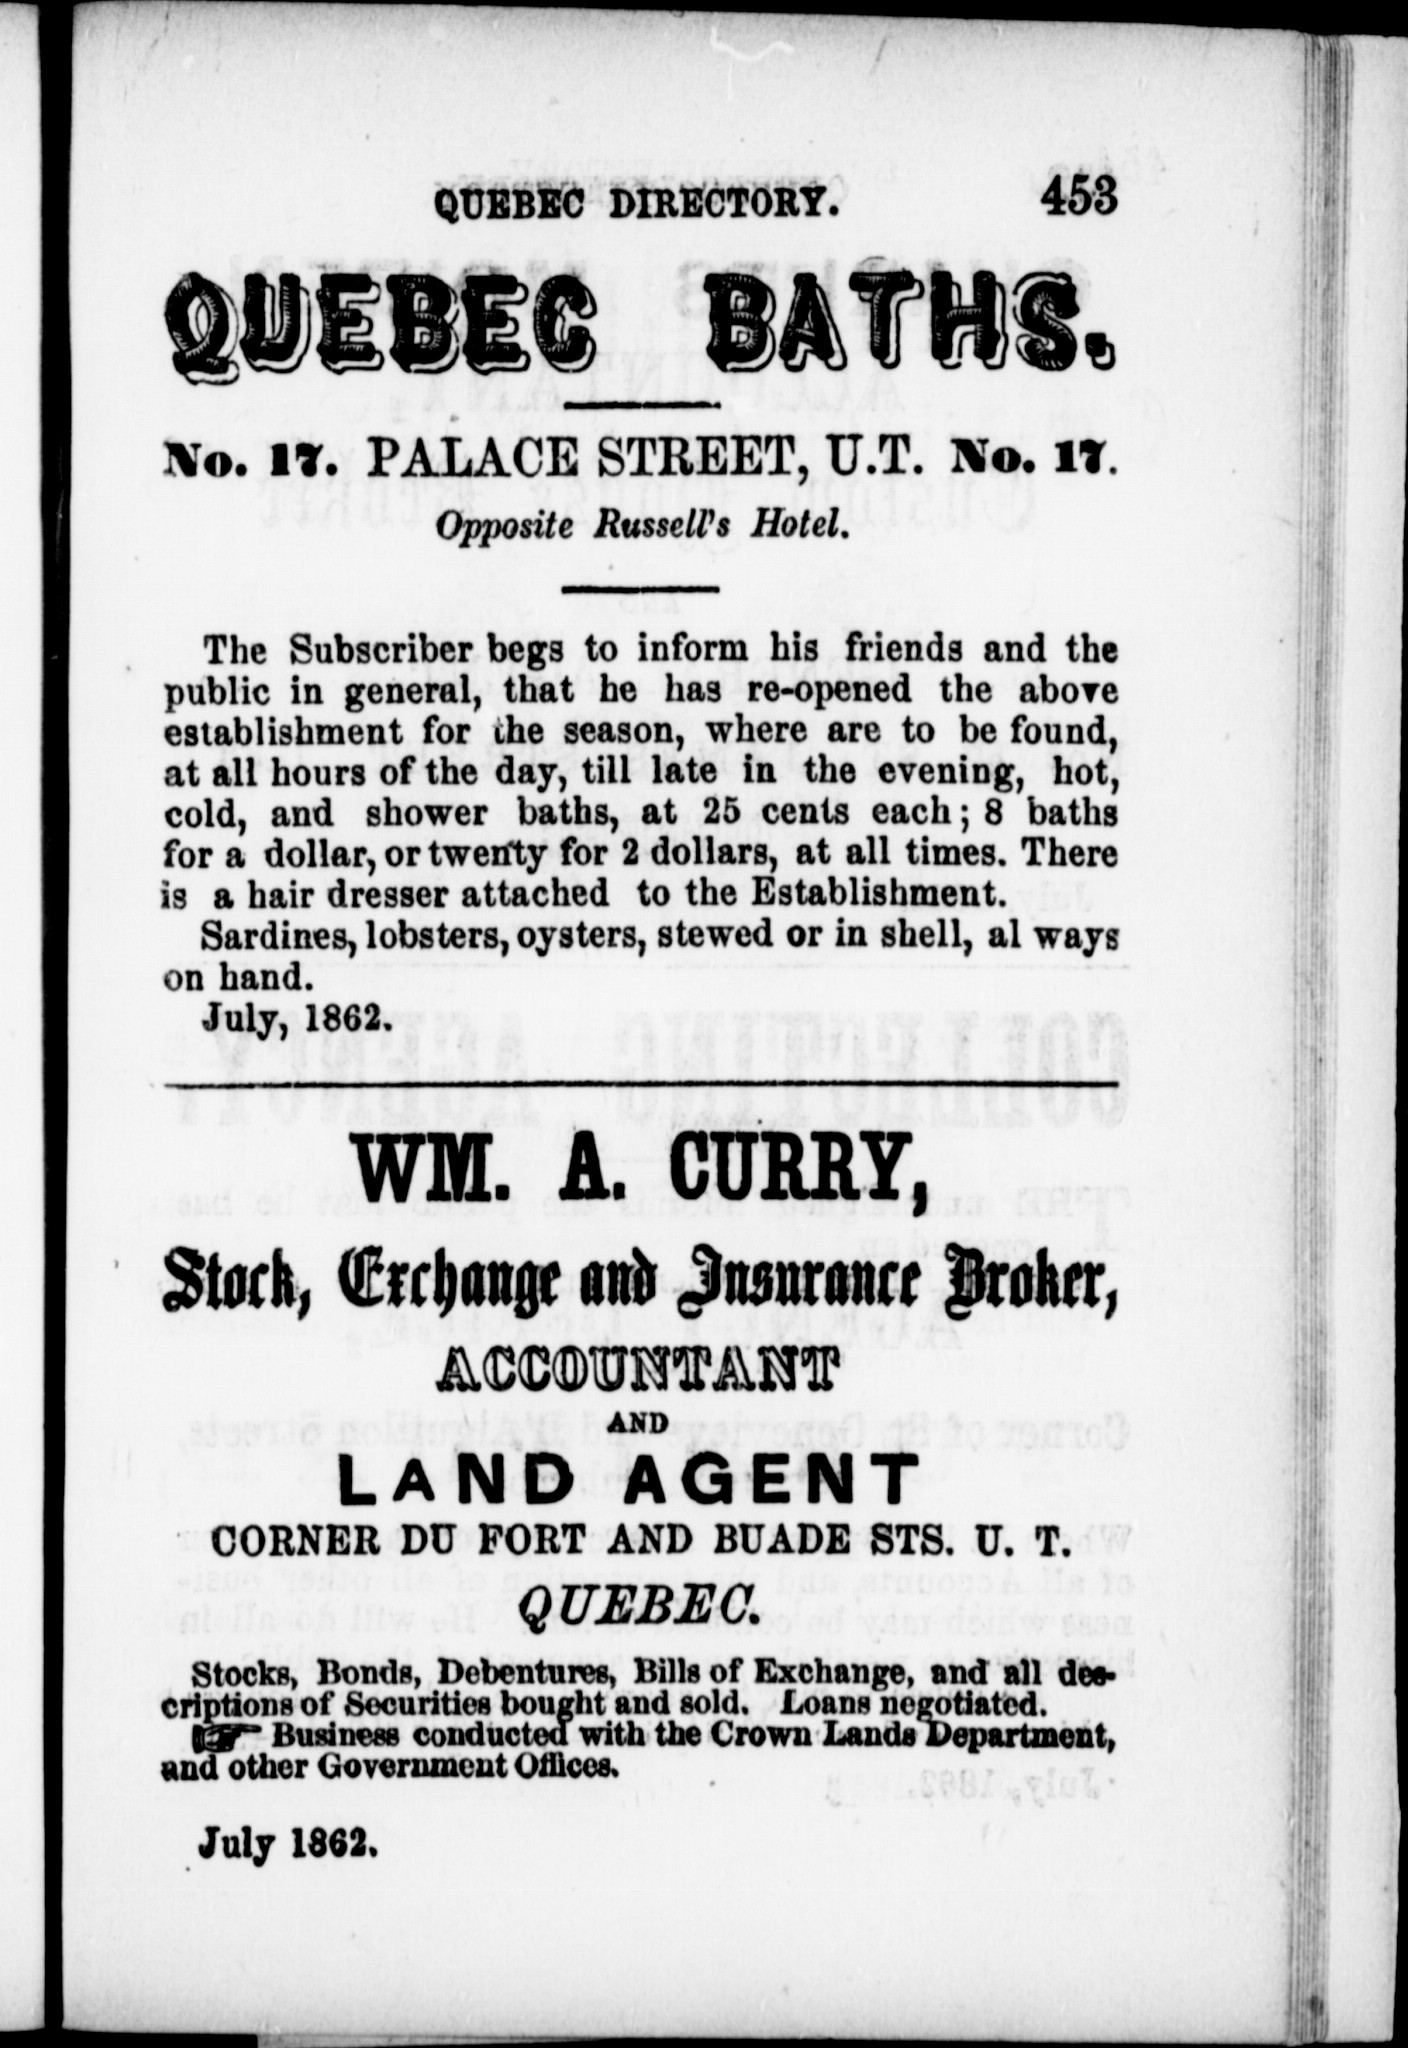 QUEBEC DIRECTORY. 453
QUEBEC BATHS.
No. 17. PALACE STREET, U.T. No. 17.
Opposite Russell's Hotel.
The Subscriber begs to inform his friends and the
public in general, that he has re-opened the above
establishment for the season, where are to be found,
at all hours of the day, till late in the evening, hot,
cold, and shower baths, at 25 cents each; 8 baths
for a dollar, or twenty for 2 dollars, at all times. There
is a hair dresser attached to the Establishment.
Sardines, lobsters, oysters, stewed or in shell, al ways
on hand.
July, 1862.
WM. A. CURRY,
Stock, Exchange and Insurance Broker,
ACCOUNTANT
AND
LAND AGENT
CORNER DU FORT AND BUADE STS. U. T.
QUEBEC.
Stocks, Bonds, Debentures, Bills of Exchange, and all des-
criptions of Securities bought and sold. Loans negotiated.
☞ Business conducted with the Crown Lands Department,
and other Government Offices.
July 1862.